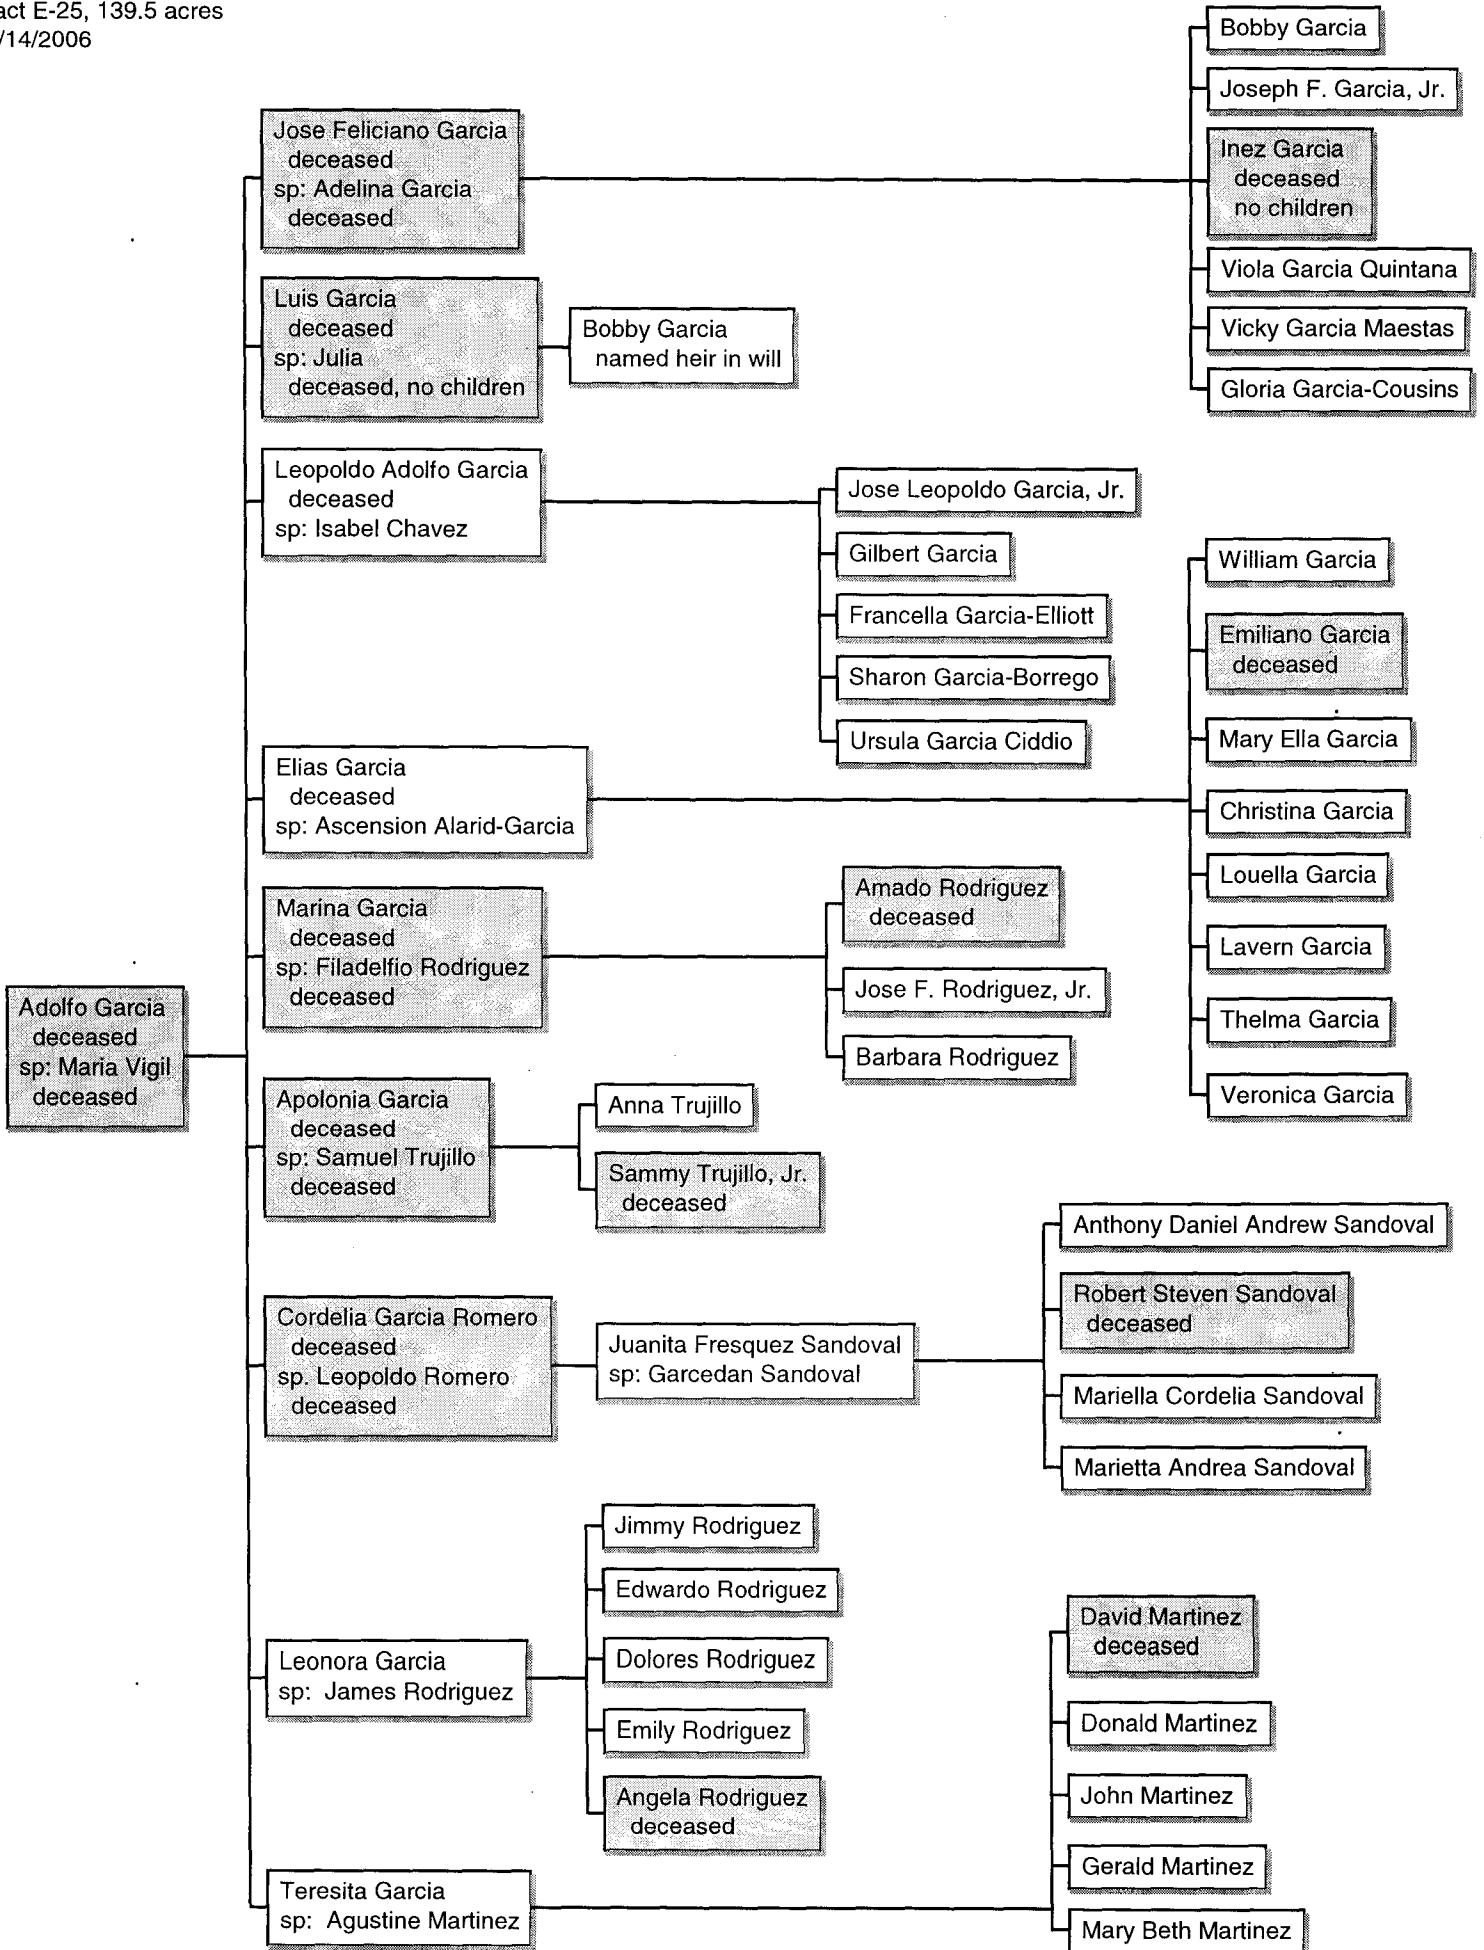 act E-25, 139.5 acres
/14/2006
Adolfo Garcia
deceased
sp: Maria Vigil
deceased
Jose Feliciano Garcia
deceased
sp: Adelina Garcia
deceased
Bobby Garcia
Joseph F. Garcia, Jr.
Inez Garcia
deceased
no children
Viola Garcia Quintana
Vicky Garcia Maestas
Gloria Garcia-Cousins
Luis Garcia
deceased
sp: Julia
deceased, no children
Bobby Garcia
named heir in will
Leopoldo Adolfo Garcia
deceased
sp: Isabel Chavez
Jose Leopoldo Garcia, Jr.
Gilbert Garcia
Francella Garcia-Elliott
Sharon Garcia-Borrego
Ursula Garcia Ciddio
Elias Garcia
deceased
sp: Ascension Alarid-Garcia
William Garcia
Emiliano Garcia
deceased
Mary Ella Garcia
Christina Garcia
Louella Garcia
Lavern Garcia
Thelma Garcia
Veronica Garcia
Marina Garcia
deceased
sp: Filadelfio Rodriguez
deceased
Amado Rodriguez
deceased
Jose F. Rodriguez, Jr.
Barbara Rodriguez
Apolonia Garcia
deceased
sp: Samuel Trujillo
deceased
Anna Trujillo
Sammy Trujillo, Jr.
deceased
Cordelia Garcia Romero
deceased
sp. Leopoldo Romero
deceased
Juanita Fresquez Sandoval
sp: Garcedan Sandoval
Anthony Daniel Andrew Sandoval
Robert Steven Sandoval
deceased
Mariella Cordelia Sandoval
Marietta Andrea Sandoval
Leonora Garcia
sp: James Rodriguez
Jimmy Rodriguez
Edwardo Rodriguez
Dolores Rodriguez
Emily Rodriguez
Angela Rodriguez
deceased
Teresita Garcia
sp: Agustine Martinez
David Martinez
deceased
Donald Martinez
John Martinez
Gerald Martinez
Mary Beth Martinez